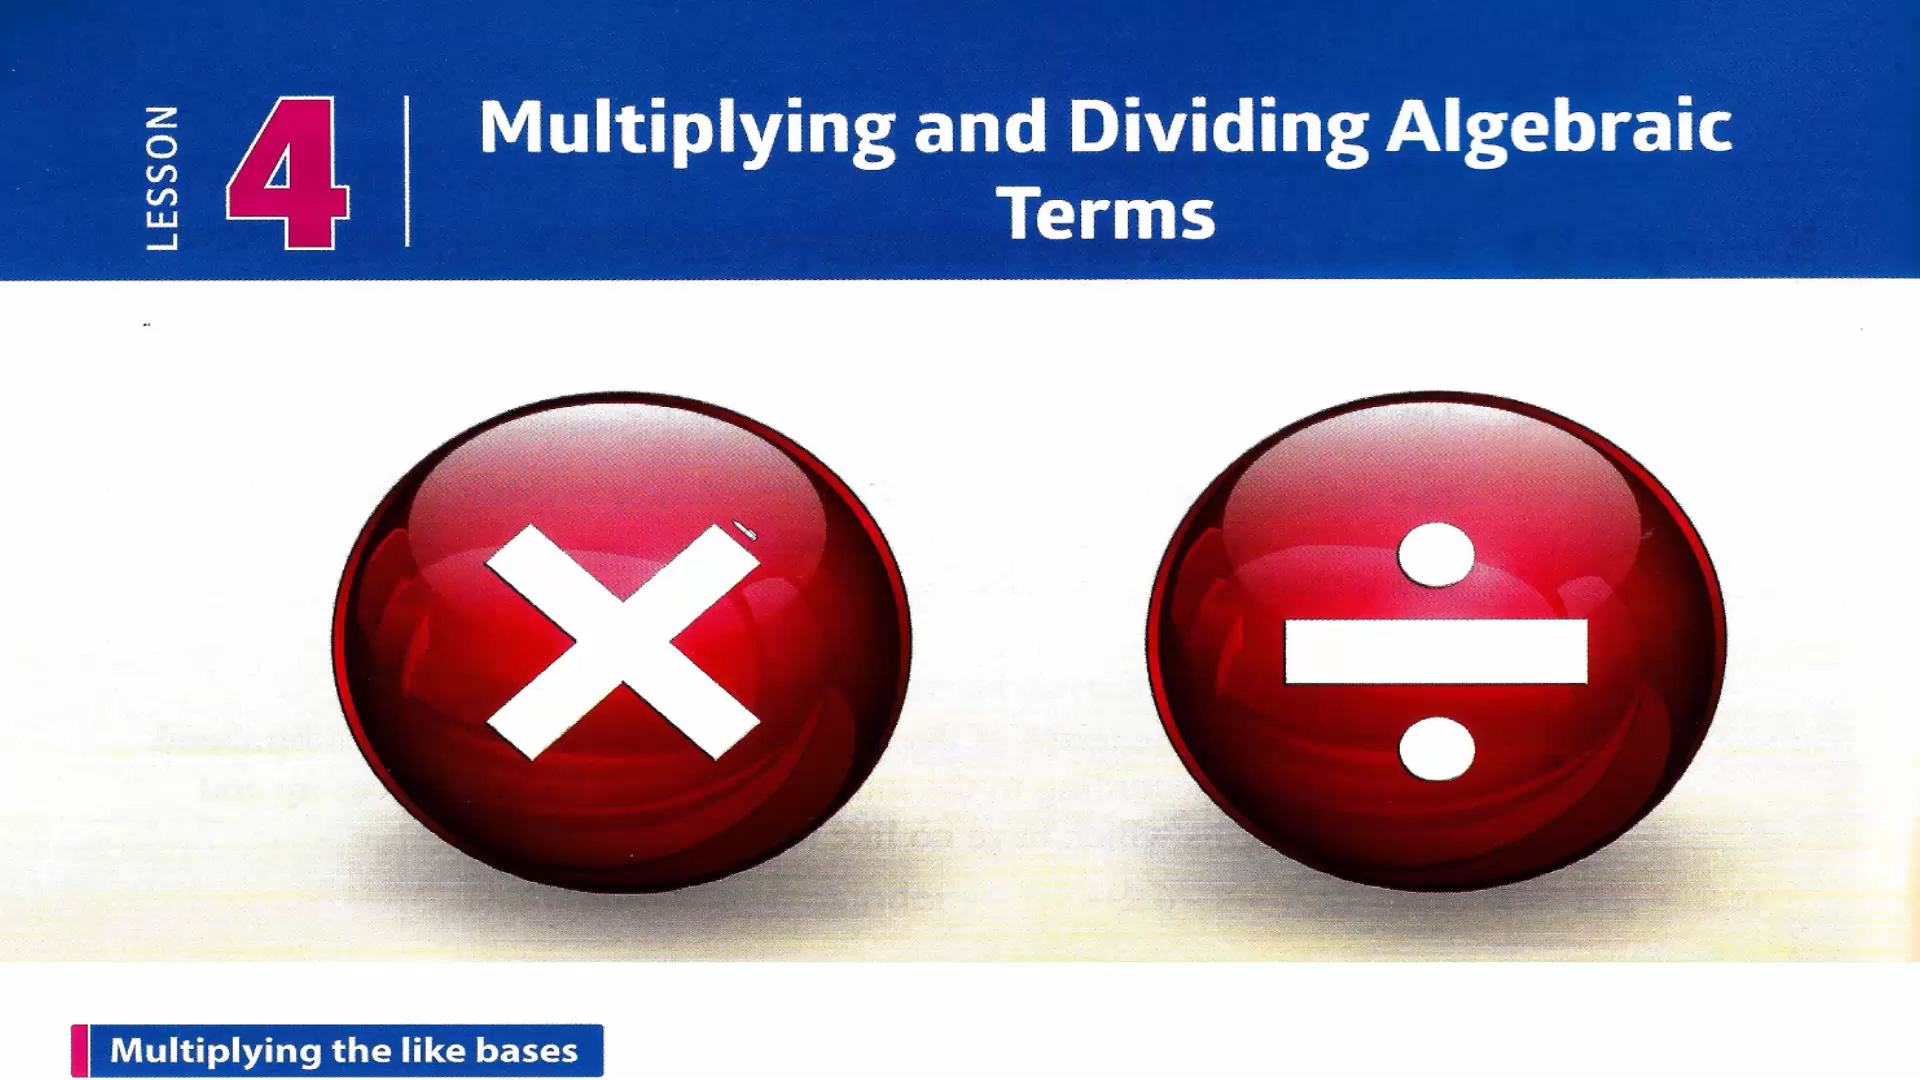 LESSON
4
Multiplying and Dividing Algebraic
Terms
Multiplying the like bases